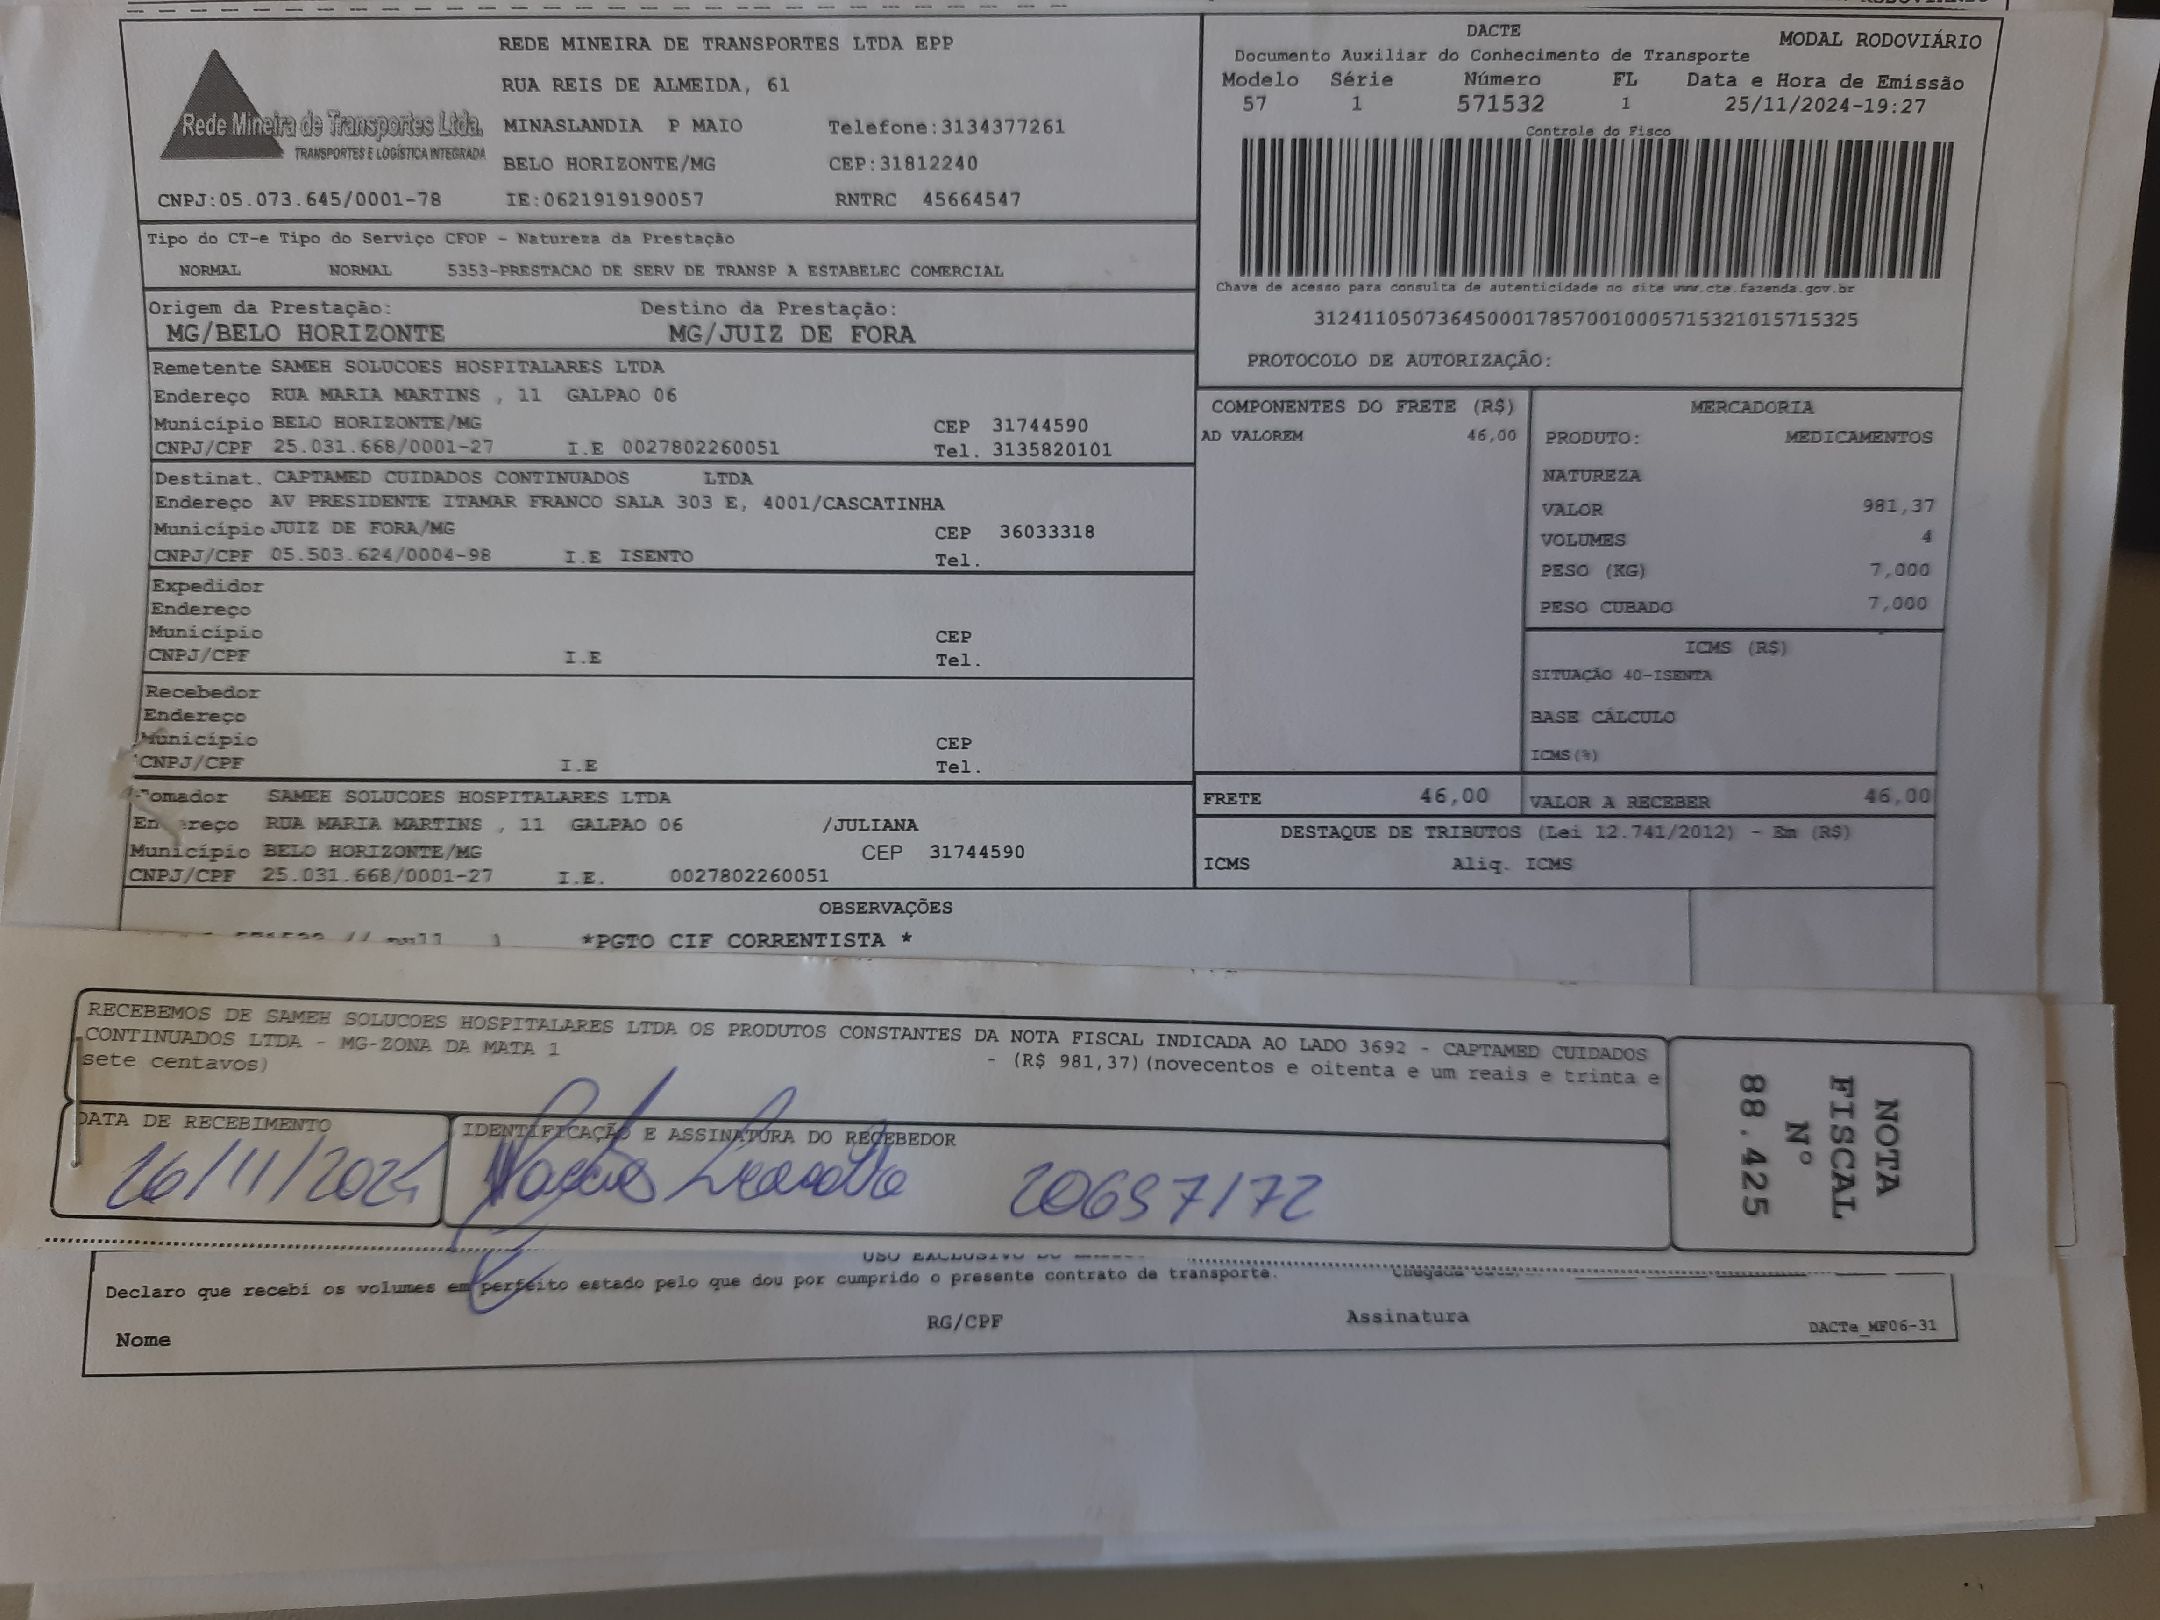 REDE MINEIRA DE TRANSPORTES LTDA EPP
RUA REIS DE ALMEIDA, 61
Rede Mineira de Transportes Ltda.
TRANSPORTES E LOGÍSTICA INTEGRADA
MINASLANDIA P MAIO Telefone:3134377261
BELO HORIZONTE/MG CEP:31812240
CNPJ:05.073.645/0001-78 IE:0621919190057 RNTRC 45664547
DACTE
MODAL RODOVIÁRIO
Documento Auxiliar do Conhecimento de Transporte
Modelo Série Número FL Data e Hora de Emissão
57 1 571532 1 25/11/2024-19:27
Controle do Fisco
Chave de acesso para consulta de autenticidade no site www.cte.fazenda.gov.br
31241105073645000178570010005715321015715325
PROTOCOLO DE AUTORIZAÇÃO:
Tipo do CT-e Tipo do Serviço CFOP - Natureza da Prestação
NORMAL NORMAL 5353-PRESTACAO DE SERV DE TRANSP A ESTABELEC COMERCIAL
Origem da Prestação: Destino da Prestação:
MG/BELO HORIZONTE MG/JUIZ DE FORA
Remetente SAMEH SOLUCOES HOSPITALARES LTDA
Endereço RUA MARIA MARTINS , 11 GALPAO 06
Município BELO HORIZONTE/MG CEP 31744590
CNPJ/CPF 25.031.668/0001-27 I.E 0027802260051 Tel. 3135820101
Destinat. CAPTAMED CUIDADOS CONTINUADOS LTDA
Endereço AV PRESIDENTE ITAMAR FRANCO SALA 303 E, 4001/CASCATINHA
Município JUIZ DE FORA/MG CEP 36033318
CNPJ/CPF 05.503.624/0004-98 I.E ISENTO Tel.
Expedidor
Endereço
Município CEP
CNPJ/CPF I.E Tel.
Recebedor
Endereço
Município CEP
CNPJ/CPF I.E Tel.
Tomador SAMEH SOLUCOES HOSPITALARES LTDA
Endereço RUA MARIA MARTINS , 11 GALPAO 06 /JULIANA
Município BELO HORIZONTE/MG CEP 31744590
CNPJ/CPF 25.031.668/0001-27 I.E. 0027802260051
COMPONENTES DO FRETE (R$)
AD VALOREM 46,00
MERCADORIA
PRODUTO: MEDICAMENTOS
NATUREZA
VALOR 981,37
VOLUMES 4
PESO (KG) 7,000
PESO CUBADO 7,000
ICMS (R$)
SITUAÇÃO 40-ISENTA
BASE CÁLCULO
ICMS(%)
FRETE 46,00 VALOR A RECEBER 46,00
DESTAQUE DE TRIBUTOS (Lei 12.741/2012) - Em (R$)
ICMS Aliq. ICMS
OBSERVAÇÕES
*PGTO CIF CORRENTISTA *
RECEBEMOS DE SAMEH SOLUCOES HOSPITALARES LTDA OS PRODUTOS CONSTANTES DA NOTA FISCAL INDICADA AO LADO 3692 - CAPTAMED CUIDADOS
CONTINUADOS LTDA - MG-ZONA DA MATA 1 - (R$ 981,37) (novecentos e oitenta e um reais e trinta e
sete centavos)
DATA DE RECEBIMENTO
26/11/2024
IDENTIFICAÇÃO E ASSINATURA DO RECEBEDOR
NOTA
FISCAL
Nº
88.425
Declaro que recebi os volumes em perfeito estado pelo que dou por cumprido o presente contrato de transporte.
Nome RG/CPF Assinatura
DACTe_MF06-31